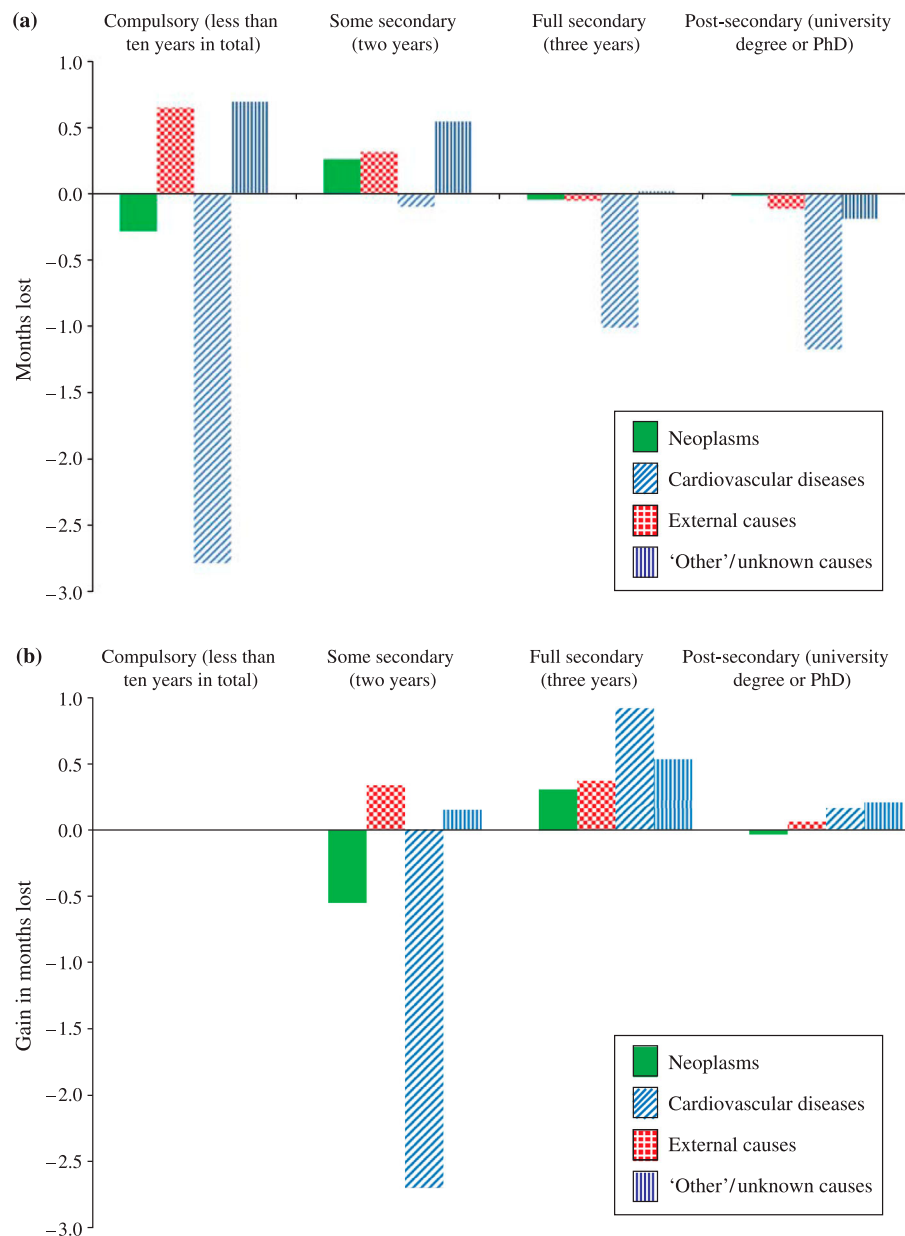 (a)
Compulsory (less than
ten years in total)
Some secondary
(two years)
Full secondary
(three years)
Post-secondary (university
degree or PhD)
1.0
0.5
0.0
−0.5
−1.0
−1.5
−2.0
−2.5
−3.0
Months lost
Neoplasms
Cardiovascular diseases
External causes
‘Other’/unknown causes
(b)
Compulsory (less than
ten years in total)
Some secondary
(two years)
Full secondary
(three years)
Post-secondary (university
degree or PhD)
1.0
0.5
0.0
−0.5
−1.0
−1.5
−2.0
−2.5
−3.0
Gain in months lost
Neoplasms
Cardiovascular diseases
External causes
‘Other’/unknown causes